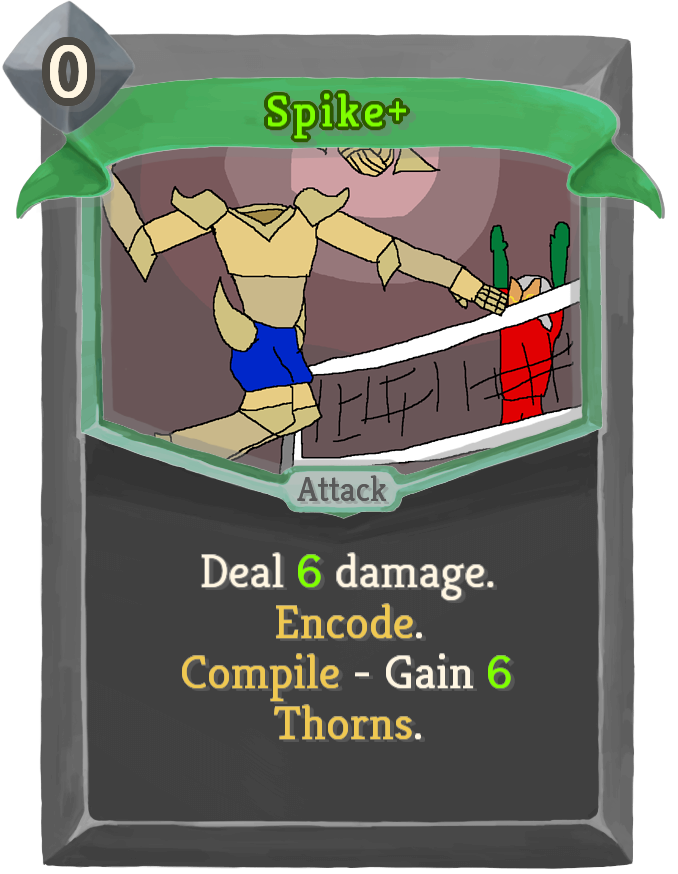 0
Spike+
Attack
Deal 6 damage.
Encode.
Compile - Gain 6
Thorns.